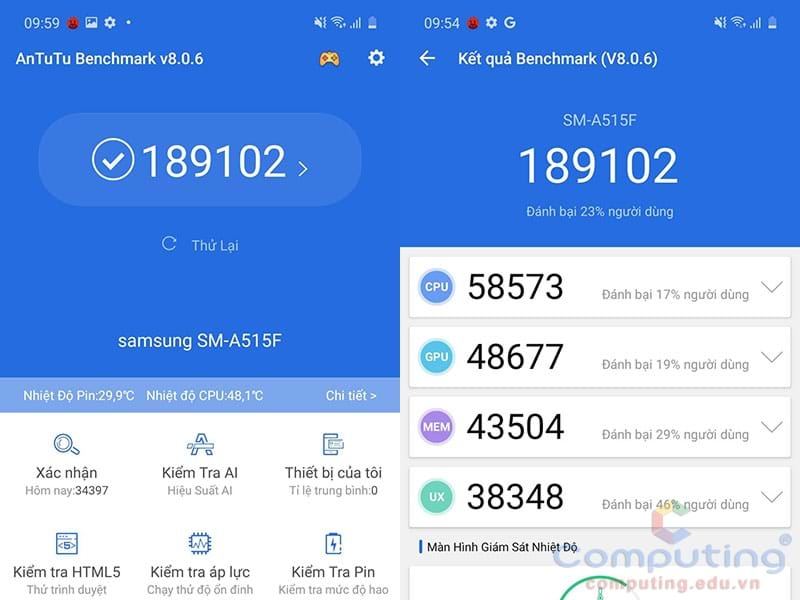 09:59
AnTuTu Benchmark v8.0.6
189102
Thử Lại
samsung SM-A515F
Nhiệt Độ Pin:29,9℃ Nhiệt độ CPU:48,1℃ Chi tiết >
Xác nhận
Hôm nay:34397
Kiểm Tra AI
Hiệu Suất AI
Thiết bị của tôi
Tỉ lệ trung bình:0
Kiểm tra HTML5
Thử trình duyệt
Kiểm tra áp lực
Chạy thử độ ổn đinh
Kiểm Tra Pin
Kiểm tra mức độ hao
09:54 G
Kết quả Benchmark (V8.0.6)
SM-A515F
189102
Đánh bại 23% người dùng
CPU 58573 Đánh bại 17% người dùng
GPU 48677 Đánh bại 19% người dùng
MEM 43504 Đánh bại 29% người dùng
UX 38348 Đánh bại 46% người dùng
Màn Hình Giám Sát Nhiệt Độ
Computing®
computing.edu.vn